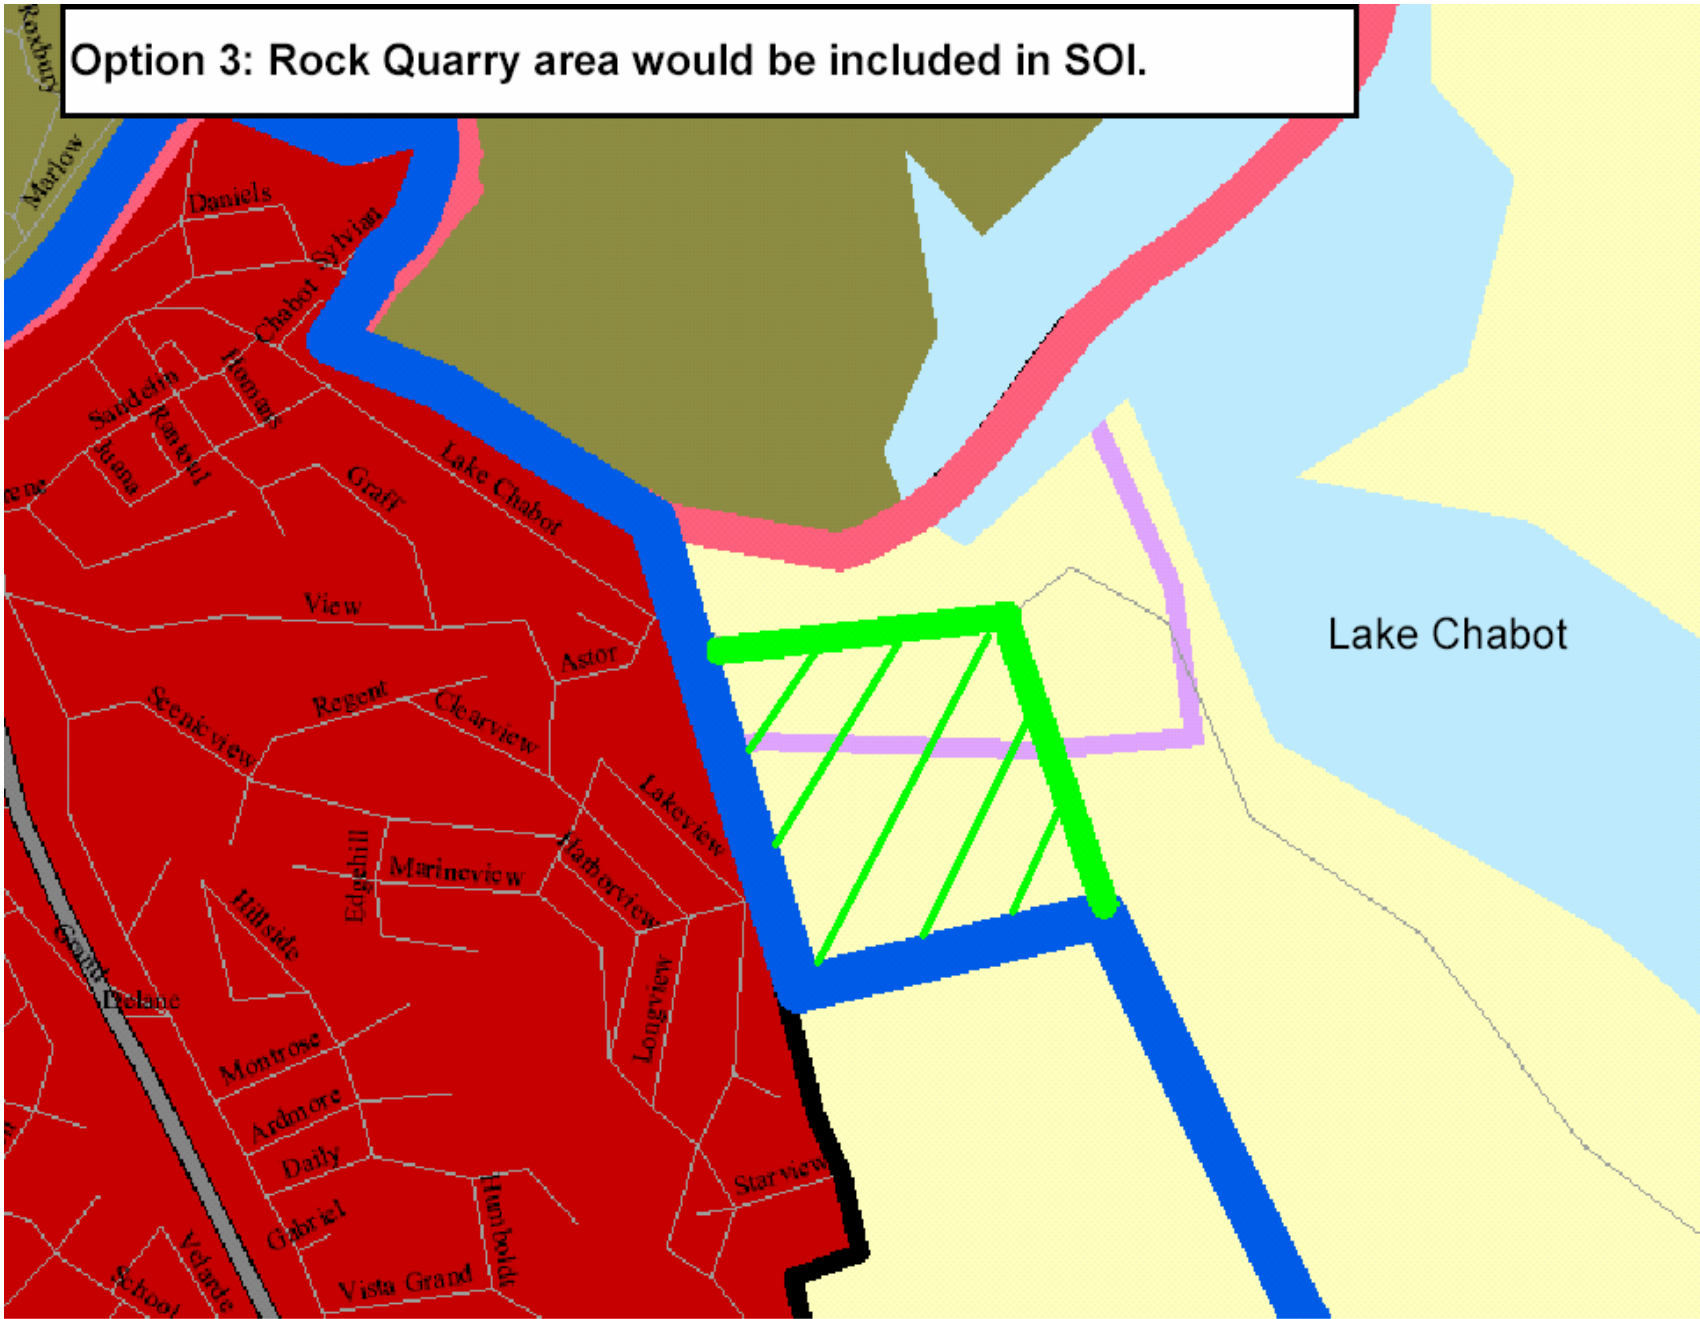 Option 3: Rock Quarry area would be included in SOI.
Roxbury
Marlow
Daniels
Sylvian
Chabot
Homans
Sandelin
Rantoul
Juana
Lake Chabot
Graff
View
Astor
Lake Chabot
Regent
Scenicview
Clearview
Lakeview
Harborview
Edgehill
Marineview
Hillside
Grand
Delane
Longview
Montrose
Ardmore
Daily
Starview
Gabriel
Humboldt
Velarde
School
Vista Grand